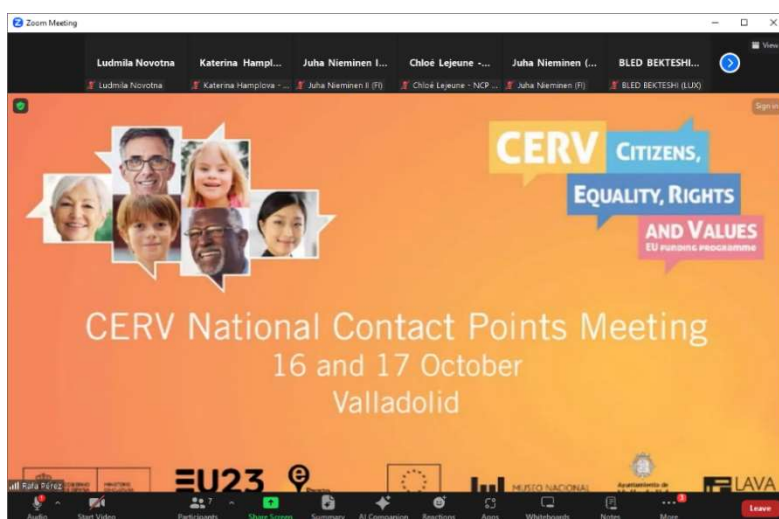 Zoom Meeting
View
Ludmila Novotna
Katerina Hampl...
Juha Nieminen I...
Chloé Lejeune -...
Juha Nieminen (...
BLED BEKTESHI...
Ludmila Novotna
Katerina Hamplova - ...
Juha Nieminen II (FI)
Chloé Lejeune - NCP ...
Juha Nieminen (FI)
BLED BEKTESHI (LUX)
Sign in
CERV CITIZENS,
EQUALITY, RIGHTS
AND VALUES
EU FUNDING PROGRAMME
CERV National Contact Points Meeting
16 and 17 October
Valladolid
Rafa Pérez
EU23
MUSEO NACIONAL
Ayuntamiento de
LAVA
Audio
Start Video
7
Participants
Share Screen
Summary
AI Companion
Reactions
Apps
Whiteboards
Notes
3
More
Leave